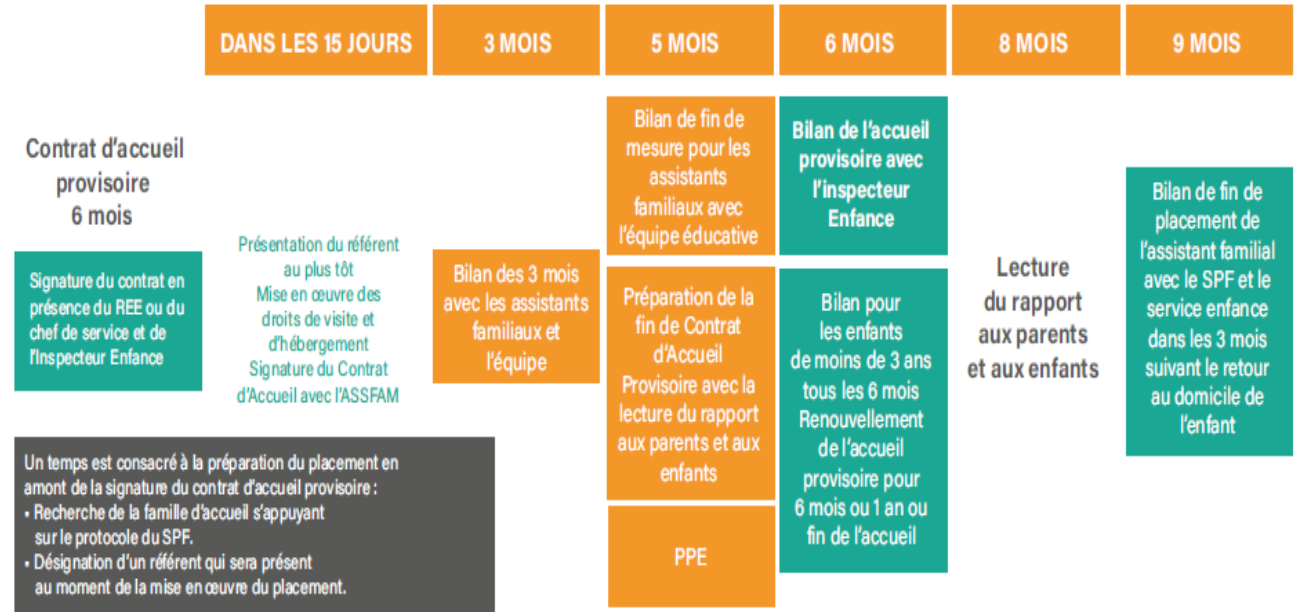 DANS LES 15 JOURS
3 MOIS
5 MOIS
6 MOIS
8 MOIS
9 MOIS
Contrat d'accueil
provisoire
6 mois
Signature du contrat en
présence du REE ou du
chef de service et de
l'Inspecteur Enfance
Présentation du référent
au plus tôt
Mise en œuvre des
droits de visite et
d'hébergement
Signature du Contrat
d'Accueil avec l'ASSFAM
Bilan des 3 mois
avec les assistants
familiaux et
l'équipe
Bilan de fin de
mesure pour les
assistants
familiaux avec
l'équipe éducative
Préparation de la
fin de Contrat
d'Accueil
Provisoire avec la
lecture du rapport
aux parents et aux
enfants
PPE
Bilan de l'accueil
provisoire avec
l'inspecteur
Enfance
Bilan pour
les enfants
de moins de 3 ans
tous les 6 mois
Renouvellement
de l'accueil
provisoire pour
6 mois ou 1 an ou
fin de l'accueil
Lecture
du rapport
aux parents
et aux enfants
Bilan de fin de
placement de
l'assistant familial
avec le SPF et le
service enfance
dans les 3 mois
suivant le retour
au domicile de
l'enfant
Un temps est consacré à la préparation du placement en
amont de la signature du contrat d'accueil provisoire :
• Recherche de la famille d'accueil s'appuyant
sur le protocole du SPF.
• Désignation d'un référent qui sera présent
au moment de la mise en œuvre du placement.